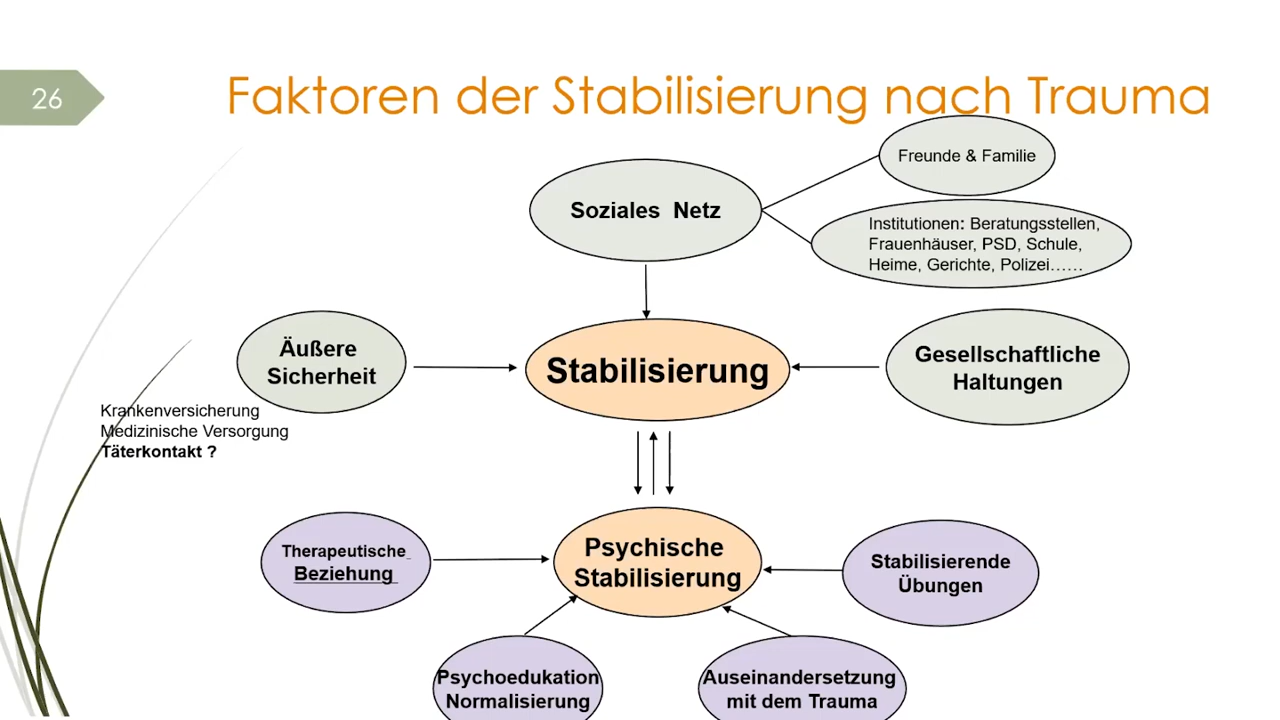 26
Faktoren der Stabilisierung nach Trauma
Freunde & Familie
Soziales Netz
Institutionen: Beratungsstellen,
Frauenhäuser, PSD, Schule,
Heime, Gerichte, Polizei……
Äußere
Sicherheit
Stabilisierung
Gesellschaftliche
Haltungen
Krankenversicherung
Medizinische Versorgung
Täterkontakt ?
Therapeutische
Beziehung
Psychische
Stabilisierung
Stabilisierende
Übungen
Psychoedukation
Normalisierung
Auseinandersetzung
mit dem Trauma